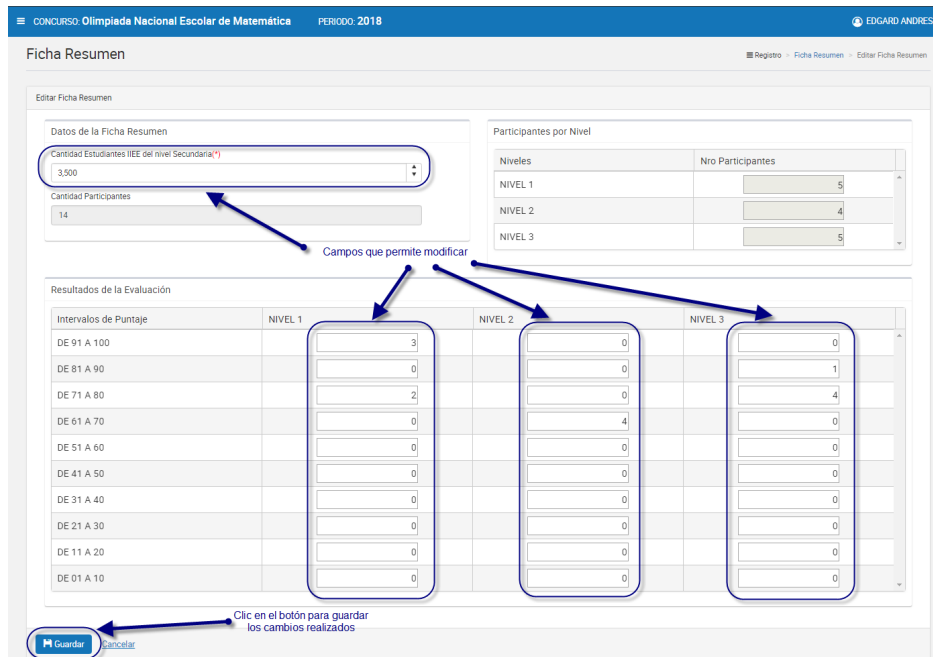 CONCURSO: Olimpiada Nacional Escolar de Matemática PERIODO: 2018 EDGARD ANDRES
Ficha Resumen Registro > Ficha Resumen > Editar Ficha Resumen
Editar Ficha Resumen
Datos de la Ficha Resumen
Cantidad Estudiantes IIEE del nivel Secundaria(*)
3,500
Cantidad Participantes
14
Participantes por Nivel
Niveles Nro Participantes
NIVEL 1 5
NIVEL 2 4
NIVEL 3 5
Campos que permite modificar
Resultados de la Evaluación
Intervalos de Puntaje NIVEL 1 NIVEL 2 NIVEL 3
DE 91 A 100 3 0 0
DE 81 A 90 0 0 1
DE 71 A 80 2 0 4
DE 61 A 70 0 4 0
DE 51 A 60 0 0 0
DE 41 A 50 0 0 0
DE 31 A 40 0 0 0
DE 21 A 30 0 0 0
DE 11 A 20 0 0 0
DE 01 A 10 0 0 0
Clic en el botón para guardar
los cambios realizados
Guardar Cancelar